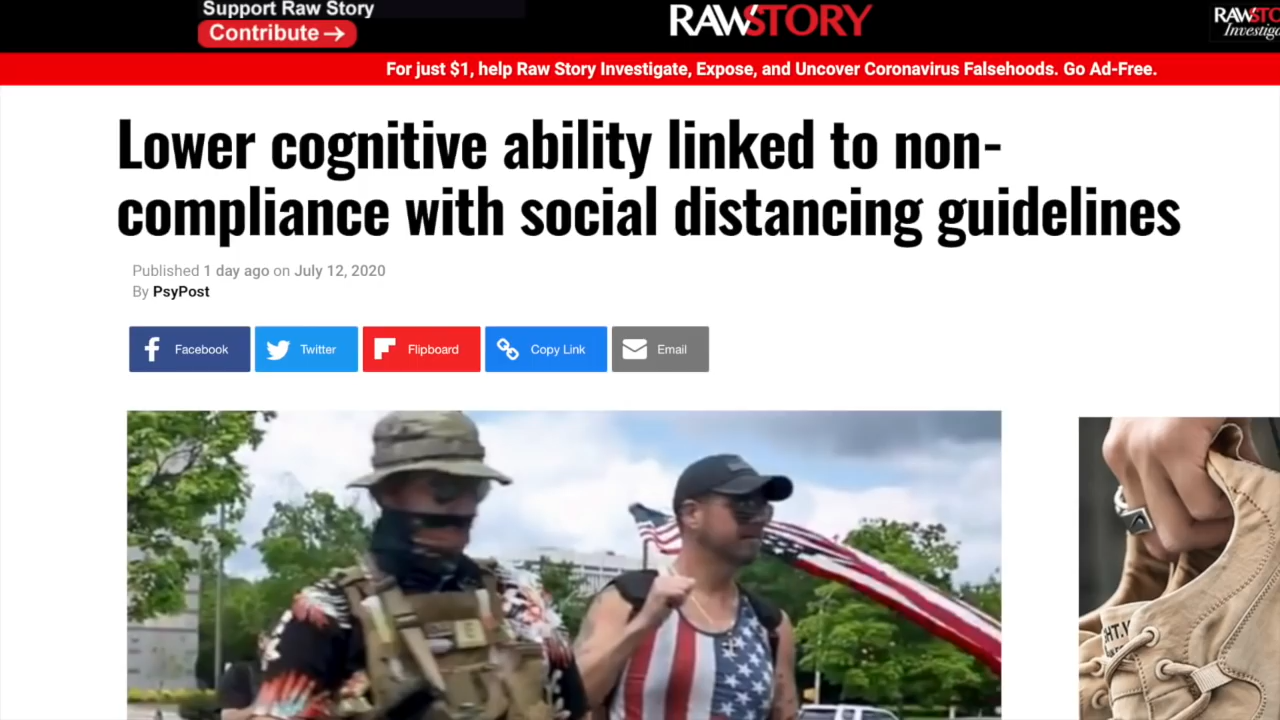 Support Raw Story
Contribute →
RAWSTORY
RAWSTO
Investiga
For just $1, help Raw Story Investigate, Expose, and Uncover Coronavirus Falsehoods. Go Ad-Free.
Lower cognitive ability linked to non-
compliance with social distancing guidelines
Published 1 day ago on July 12, 2020
By PsyPost
Facebook
Twitter
Flipboard
Copy Link
Email